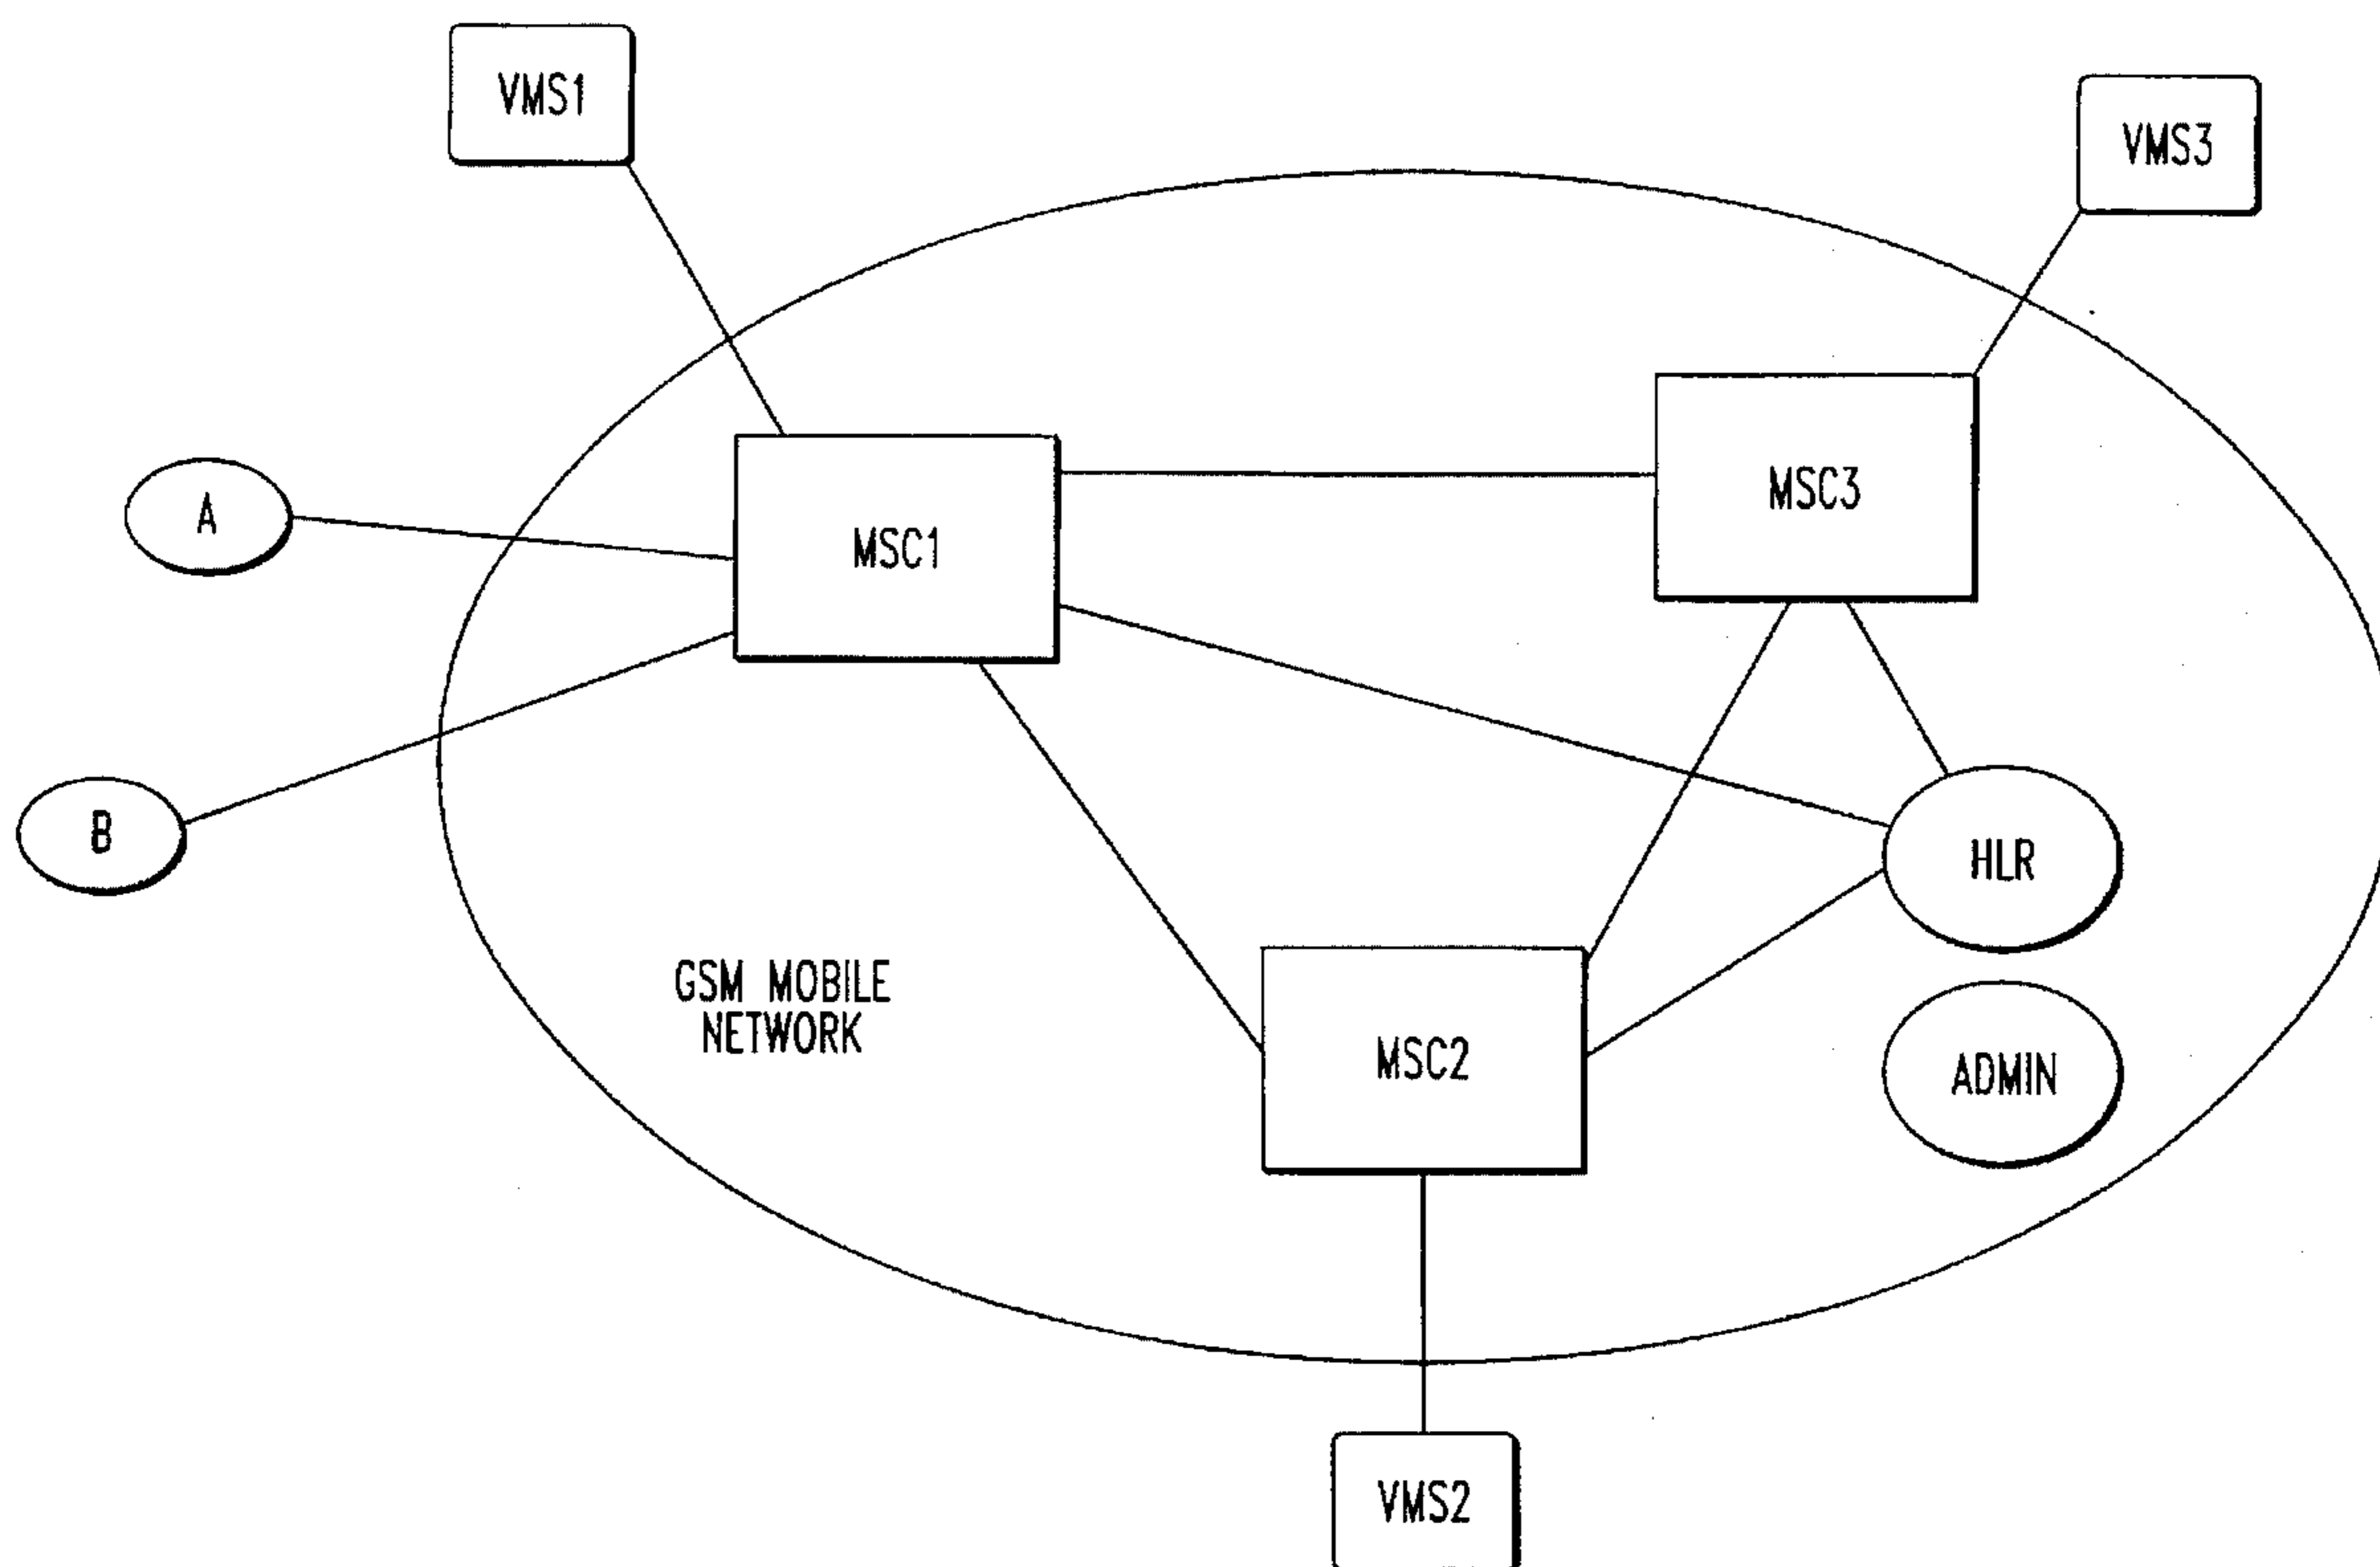 VMS1
VMS3
A
MSC1
MSC3
B
HLR
GSM MOBILE
NETWORK
MSC2
ADMIN
VMS2